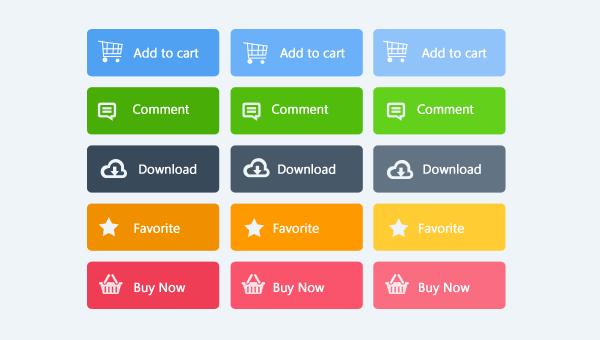 Add to cart Add to cart Add to cart
Comment Comment Comment
Download Download Download
Favorite Favorite Favorite
Buy Now Buy Now Buy Now